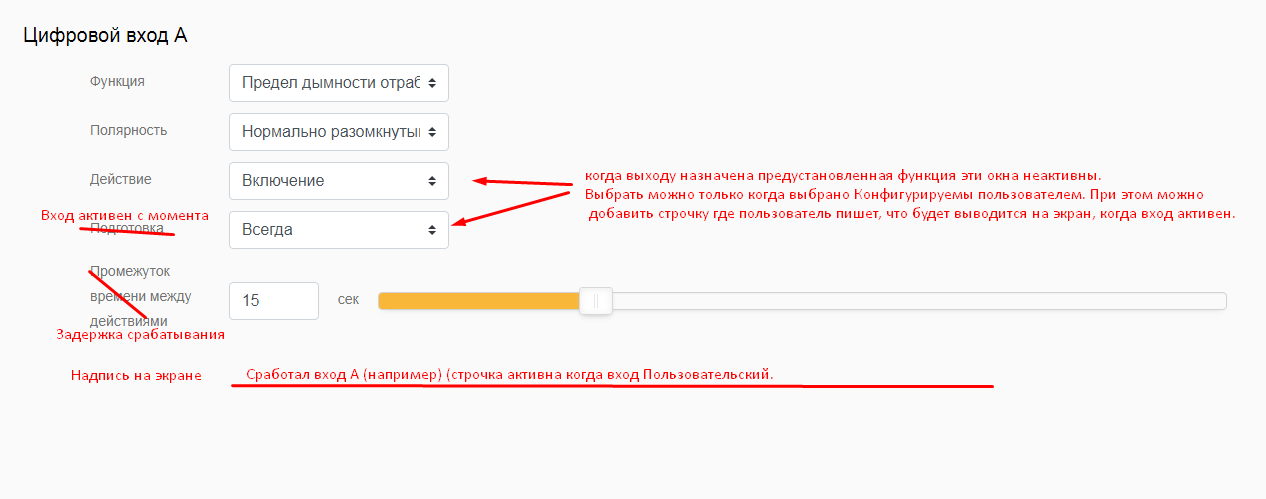 Цифровой вход А
Функция
Предел дымности отраб
Полярность
Нормально разомкнуты
Действие
Включение
когда выходу назначена предустановленная функция эти окна неактивны.
Выбрать можно только когда выбрано Конфигурируемы пользователем. При этом можно
добавить строчку где пользователь пишет, что будет выводится на экран, когда вход активен.
Вход активен с момента
Подготовка
Всегда
Промежуток
времени между
действиями
15
сек
Задержка срабатывания
Надпись на экране
Сработал вход А (например) (строчка активна когда вход Пользовательский.